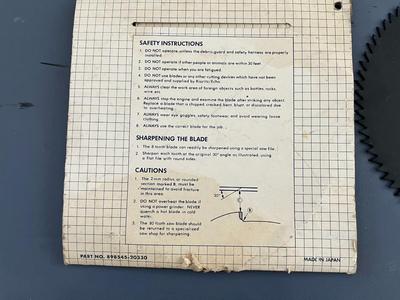 SAFETY INSTRUCTIONS
1. DO NOT operate unless the debris guard and safety harness are properly
installed.
2. DO NOT operate if other people or animals are within 30 feet
3. DO NOT operate when you are fatigued.
4. DO NOT use blades or any other cutting devices which have not been
approved and supplied by Kioritz/Echo
5. ALWAYS clear the work area of foreign objects such as bottles, rocks,
wire etc.
6. ALWAYS stop the engine and examine the blade after striking any object.
Replace a blade that is chipped, cracked, bent, blunt, or discolored due
to overheating.
7. ALWAYS wear eye goggles, safety footwear, and avoid wearing loose
clothing.
8. ALWAYS use the correct blade for the job.
SHARPENING THE BLADE
1. The 8 tooth blade can readily be sharpened using a special saw file.
2. Sharpen each tooth at the original 30° angle as illustrated, using
a flat file with round sides.
CAUTIONS
1. The 2 mm radius, or rounded
section marked R, must be
maintained to avoid fracture
in this area.
2. DO NOT overheat the blade if
using a power grinder. NEVER
quench a hot blade in cold
water.
3. The 80 tooth saw blade
should be returned to a specialized
saw shop for sharpening.
30°
R
PART NO. 898545-20330
MADE IN JAPAN